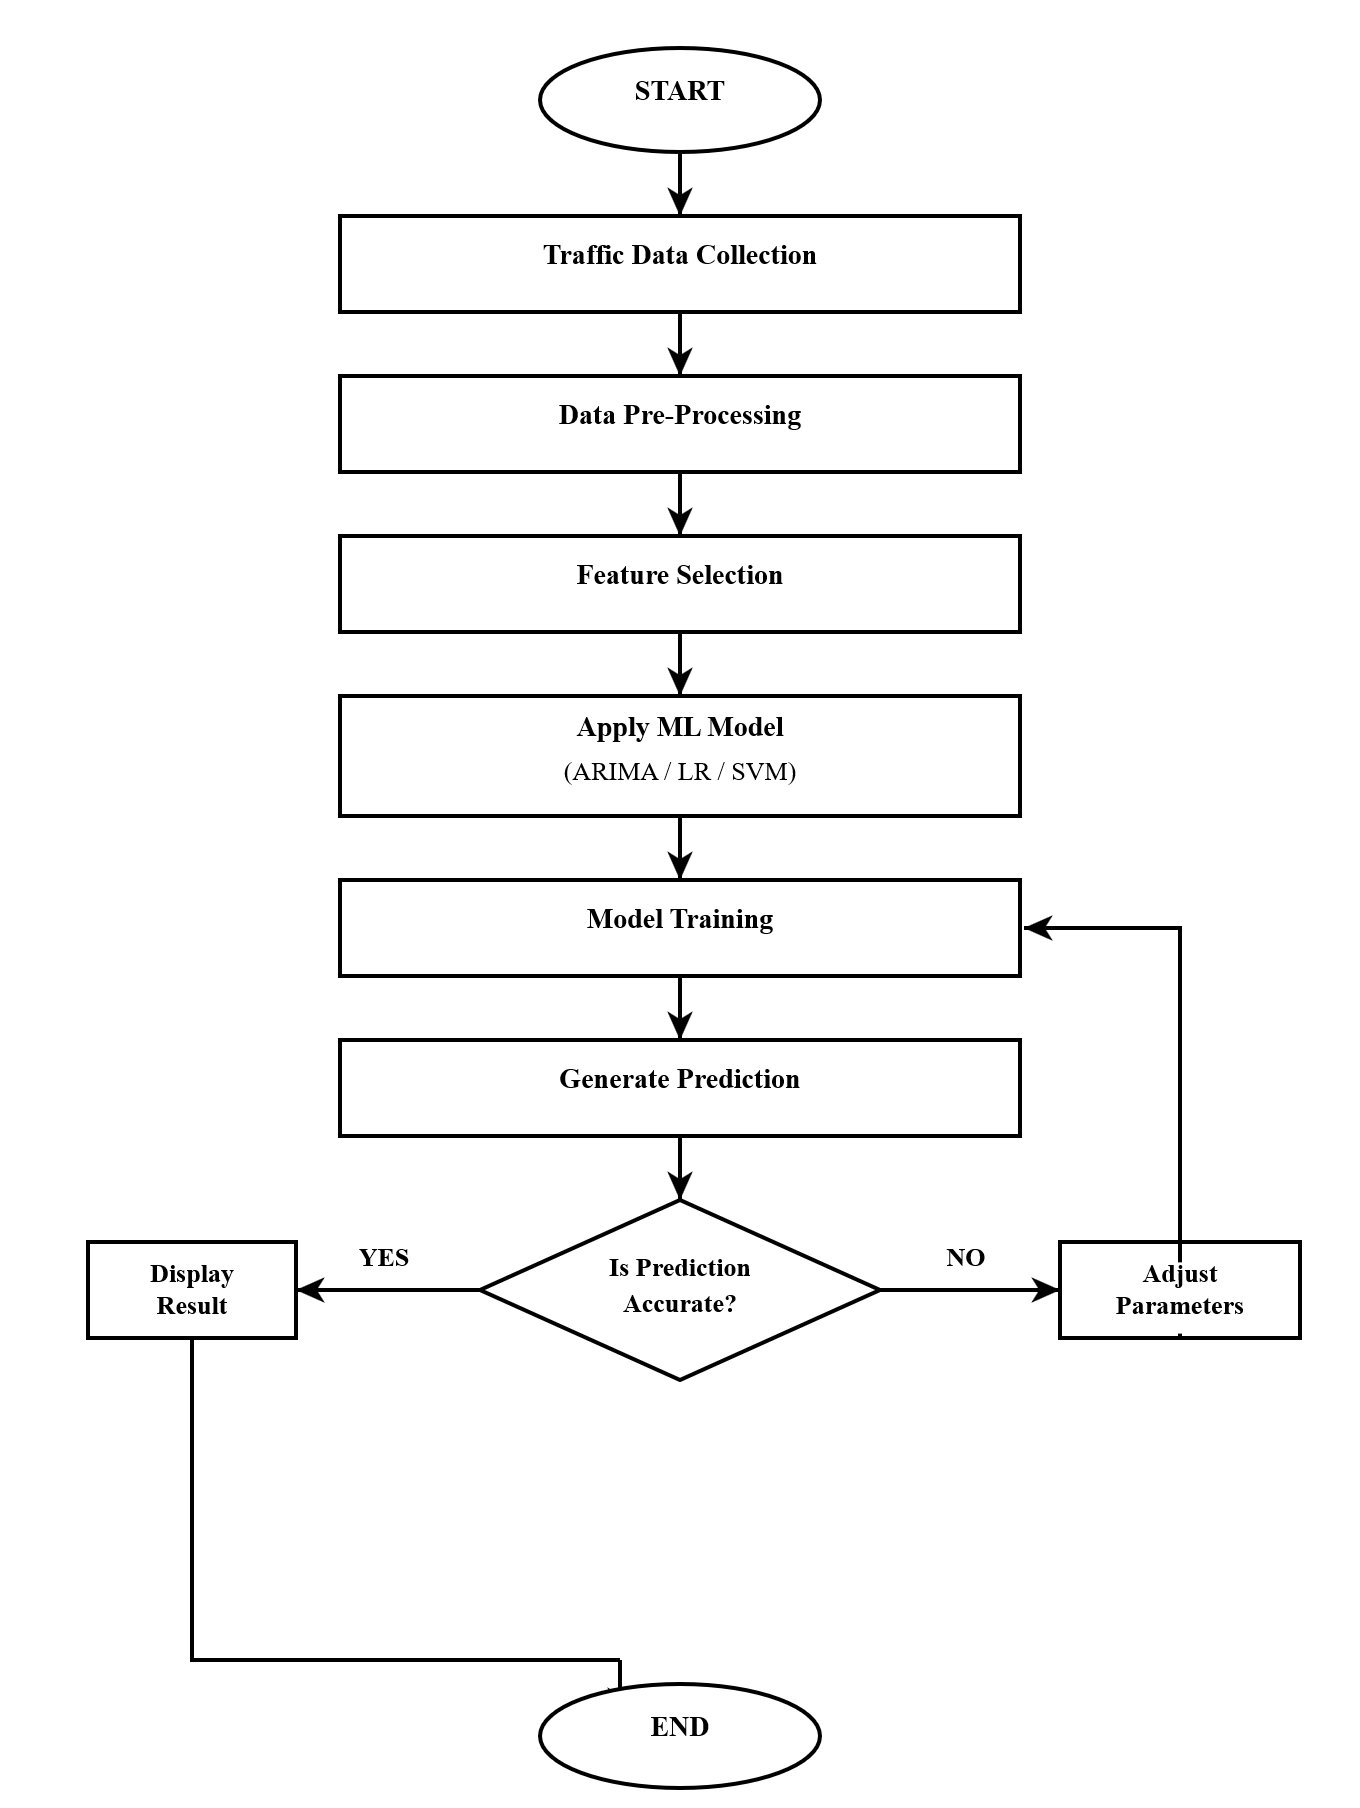 START
Traffic Data Collection
Data Pre-Processing
Feature Selection
Apply ML Model
(ARIMA / LR / SVM)
Model Training
Generate Prediction
Is Prediction
Accurate?
YES
NO
Display
Result
Adjust
Parameters
END